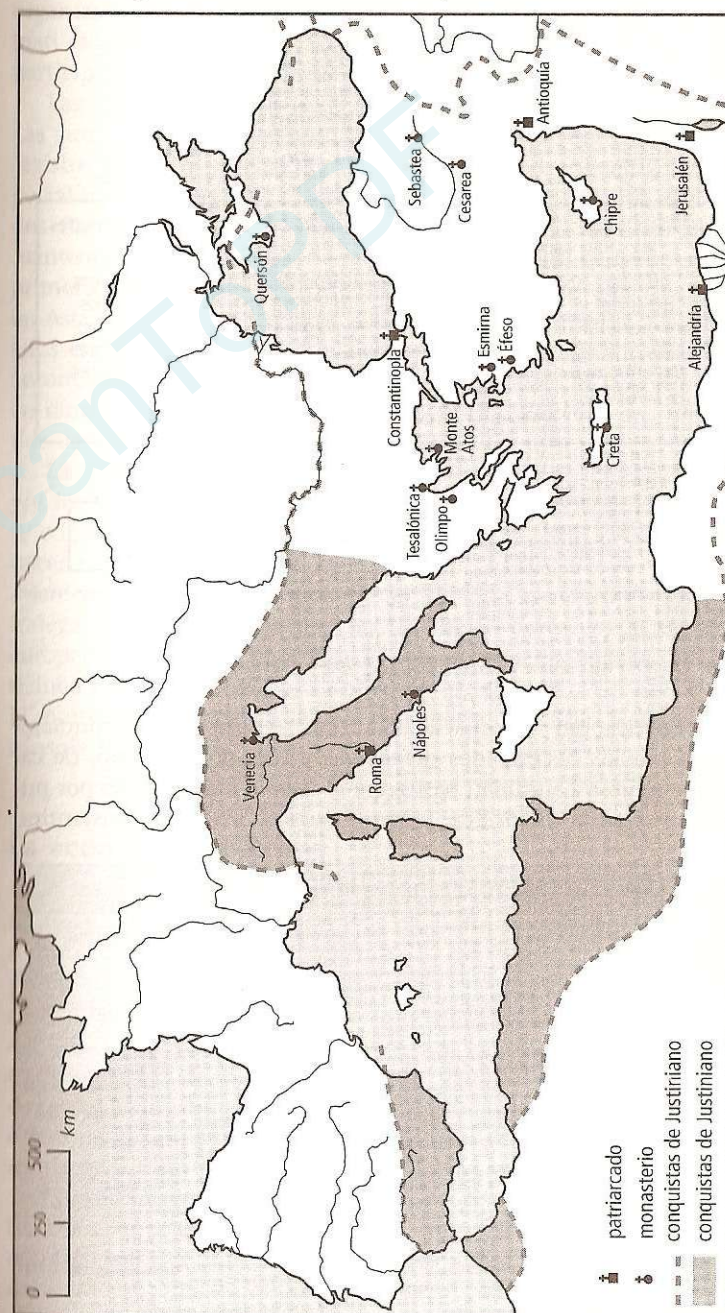 0 250 500
km
Quersón
Sebastea
Cesarea
Antioquía
Constantinopla
Esmirna
Éfeso
Monte
Atos
Tesalónica
Olimpo
Chipre
Jerusalén
Creta
Alejandría
Venecia
Roma
Nápoles
patriarcado
monasterio
conquistas de Justiniano
conquistas de Justiniano